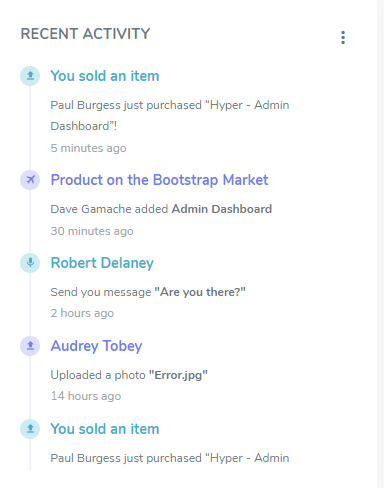 RECENT ACTIVITY
You sold an item
Paul Burgess just purchased “Hyper - Admin
Dashboard”!
5 minutes ago
Product on the Bootstrap Market
Dave Gamache added Admin Dashboard
30 minutes ago
Robert Delaney
Send you message "Are you there?"
2 hours ago
Audrey Tobey
Uploaded a photo "Error.jpg"
14 hours ago
You sold an item
Paul Burgess just purchased “Hyper - Admin